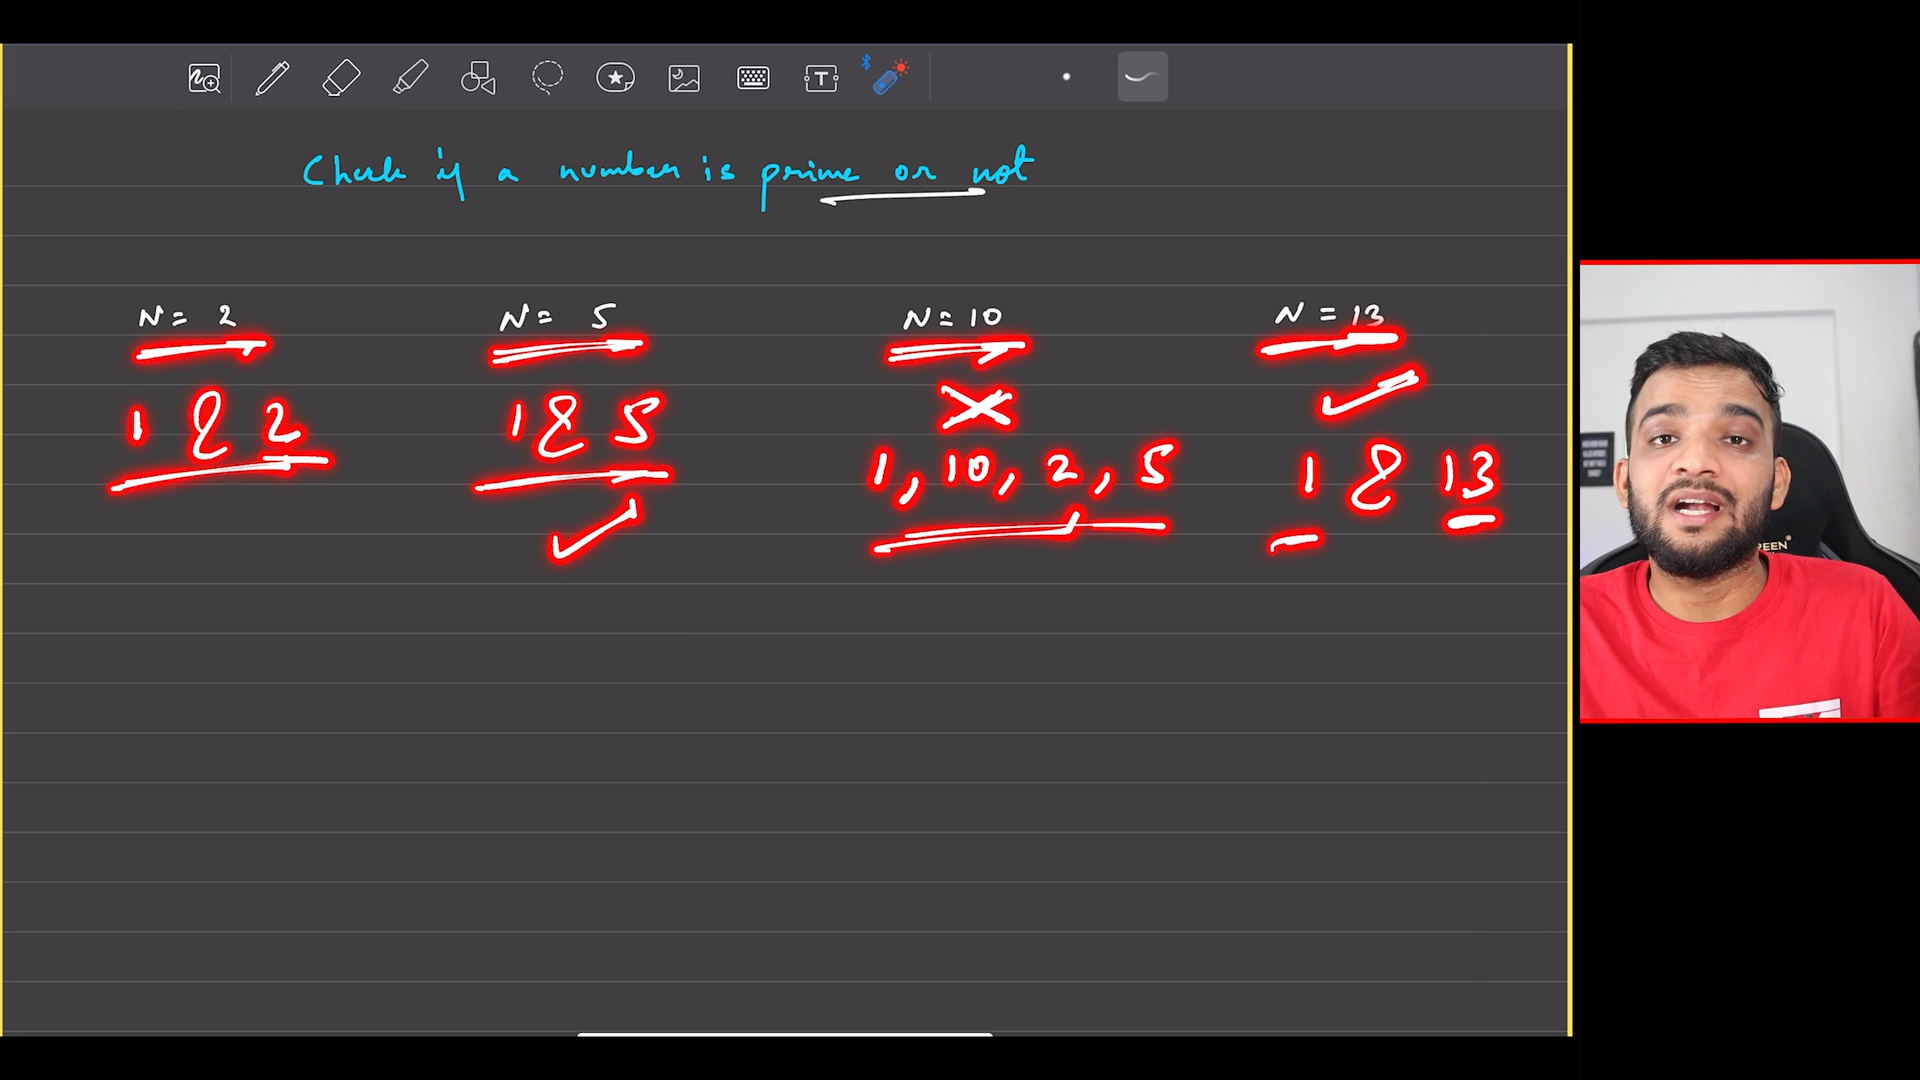 Check if a number is prime or not
N = 2 N = 5 N = 10 N = 13
1 & 2 1 & 5 1, 10, 2, 5 1 & 13
T
REEN